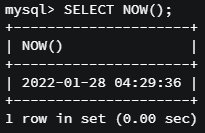 mysql> SELECT NOW();
+---------------------+
| NOW()               |
+---------------------+
| 2022-01-28 04:29:36 |
+---------------------+
1 row in set (0.00 sec)